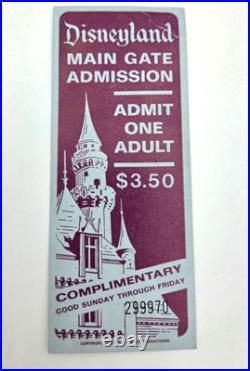 Disneyland
MAIN GATE
ADMISSION
ADMIT
ONE
ADULT
$3.50
COMPLIMENTARY
GOOD SUNDAY THROUGH FRIDAY
299970